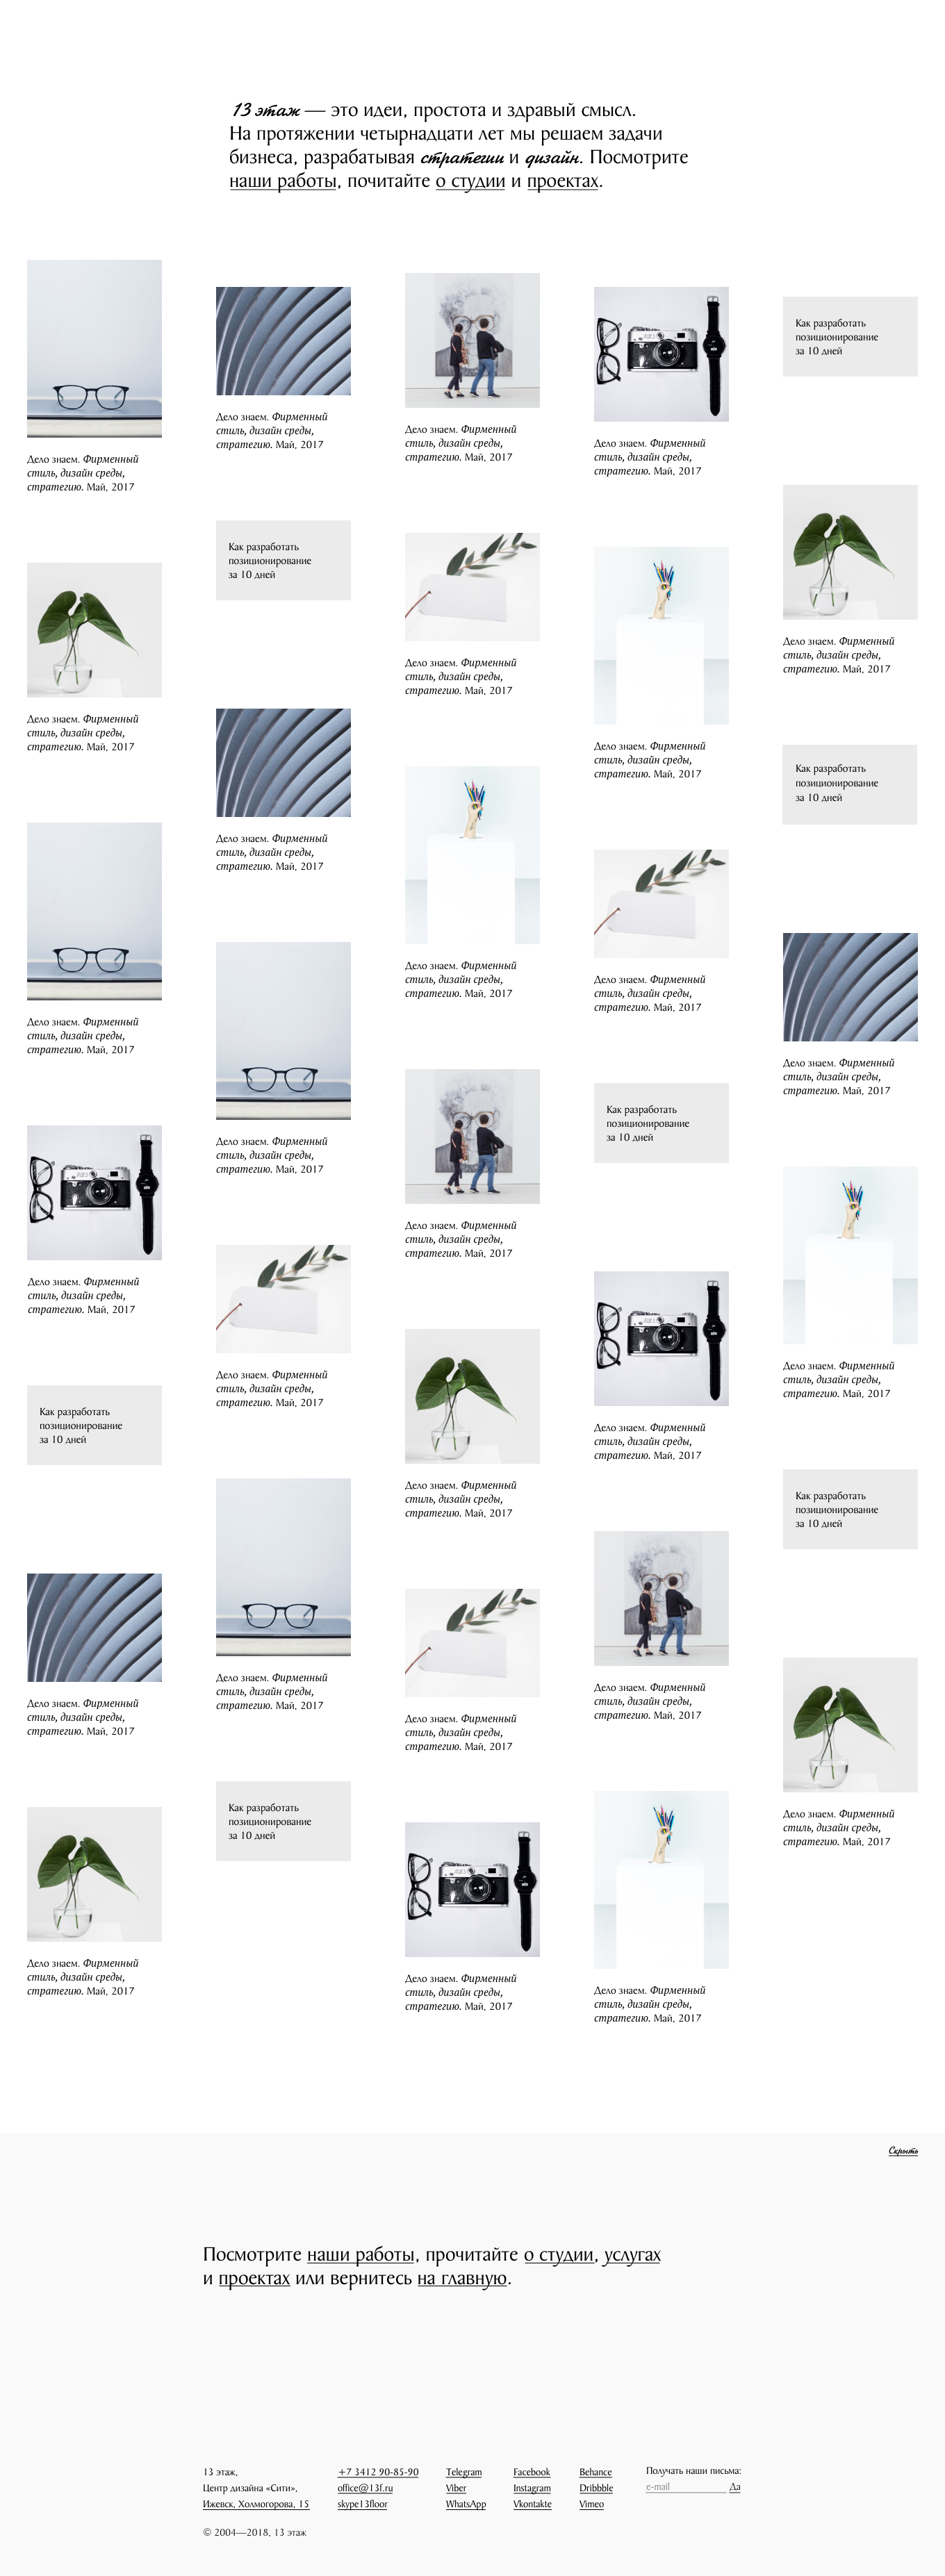 13 этаж — это идеи, простота и здравый смысл.
На протяжении четырнадцати лет мы решаем задачи
бизнеса, разрабатывая стратегии и дизайн. Посмотрите
наши работы, почитайте о студии и проектах.
Дело знаем. Фирменный
стиль, дизайн среды,
стратегию. Май, 2017
Дело знаем. Фирменный
стиль, дизайн среды,
стратегию. Май, 2017
Дело знаем. Фирменный
стиль, дизайн среды,
стратегию. Май, 2017
Дело знаем. Фирменный
стиль, дизайн среды,
стратегию. Май, 2017
Как разработать
позиционирование
за 10 дней
Дело знаем. Фирменный
стиль, дизайн среды,
стратегию. Май, 2017
Дело знаем. Фирменный
стиль, дизайн среды,
стратегию. Май, 2017
Дело знаем. Фирменный
стиль, дизайн среды,
стратегию. Май, 2017
Как разработать
позиционирование
за 10 дней
Дело знаем. Фирменный
стиль, дизайн среды,
стратегию. Май, 2017
Дело знаем. Фирменный
стиль, дизайн среды,
стратегию. Май, 2017
Дело знаем. Фирменный
стиль, дизайн среды,
стратегию. Май, 2017
Дело знаем. Фирменный
стиль, дизайн среды,
стратегию. Май, 2017
Как разработать
позиционирование
за 10 дней
Дело знаем. Фирменный
стиль, дизайн среды,
стратегию. Май, 2017
Дело знаем. Фирменный
стиль, дизайн среды,
стратегию. Май, 2017
Дело знаем. Фирменный
стиль, дизайн среды,
стратегию. Май, 2017
Дело знаем. Фирменный
стиль, дизайн среды,
стратегию. Май, 2017
Дело знаем. Фирменный
стиль, дизайн среды,
стратегию. Май, 2017
Дело знаем. Фирменный
стиль, дизайн среды,
стратегию. Май, 2017
Дело знаем. Фирменный
стиль, дизайн среды,
стратегию. Май, 2017
Дело знаем. Фирменный
стиль, дизайн среды,
стратегию. Май, 2017
Дело знаем. Фирменный
стиль, дизайн среды,
стратегию. Май, 2017
Дело знаем. Фирменный
стиль, дизайн среды,
стратегию. Май, 2017
Дело знаем. Фирменный
стиль, дизайн среды,
стратегию. Май, 2017
Как разработать
позиционирование
за 10 дней
Дело знаем. Фирменный
стиль, дизайн среды,
стратегию. Май, 2017
Дело знаем. Фирменный
стиль, дизайн среды,
стратегию. Май, 2017
Дело знаем. Фирменный
стиль, дизайн среды,
стратегию. Май, 2017
Как разработать
позиционирование
за 10 дней
Дело знаем. Фирменный
стиль, дизайн среды,
стратегию. Май, 2017
Как разработать
позиционирование
за 10 дней
Дело знаем. Фирменный
стиль, дизайн среды,
стратегию. Май, 2017
Дело знаем. Фирменный
стиль, дизайн среды,
стратегию. Май, 2017
Как разработать
позиционирование
за 10 дней
Дело знаем. Фирменный
стиль, дизайн среды,
стратегию. Май, 2017
Скрыть
Посмотрите наши работы, прочитайте о студии, услугах
и проектах или вернитесь на главную.
13 этаж,
Центр дизайна «Сити»,
Ижевск, Холмогорова, 15
+7 3412 90-85-90
office@13f.ru
skype13floor
Telegram
Viber
WhatsApp
Facebook
Instagram
Vkontakte
Behance
Dribbble
Vimeo
Получать наши письма:
e-mail Да
© 2004—2018, 13 этаж